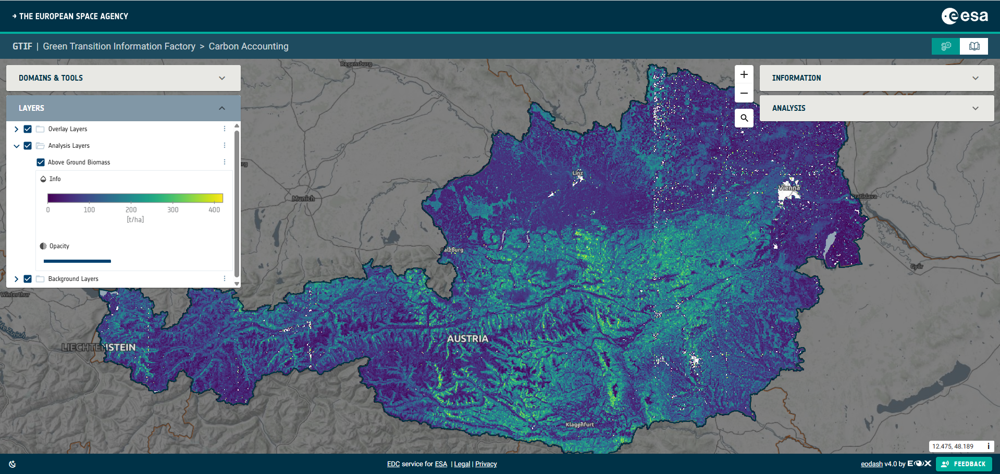 → THE EUROPEAN SPACE AGENCY
esa
GTIF | Green Transition Information Factory > Carbon Accounting
DOMAINS & TOOLS
LAYERS
Overlay Layers
Analysis Layers
Above Ground Biomass
Info
0 100 200 300 400
[t/ha]
Opacity
Background Layers
+
−
INFORMATION
ANALYSIS
Regensburg
Linz
Vienna
Munich
Bratislava
alzburg
Győr
Winterthur
LIECHTENSTEIN
AUSTRIA
Klagenfurt
12.475, 48.189 i
EDC service for ESA | Legal | Privacy
eodash v4.0 by EOX
FEEDBACK